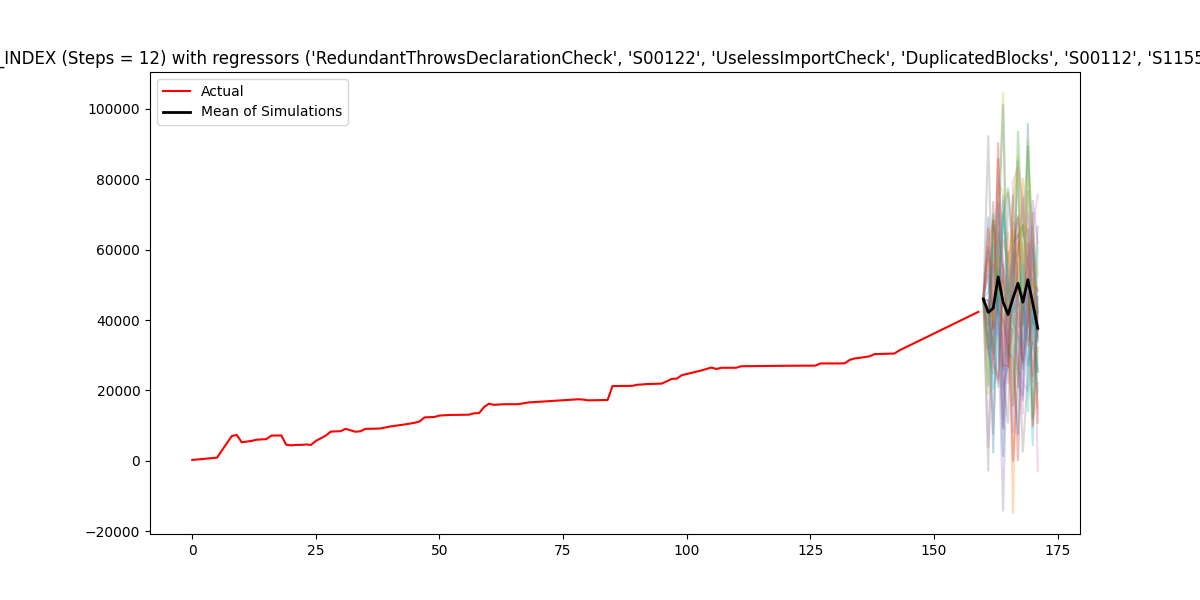 _INDEX (Steps = 12) with regressors ('RedundantThrowsDeclarationCheck', 'S00122', 'UselessImportCheck', 'DuplicatedBlocks', 'S00112', 'S1155
Actual
Mean of Simulations
100000
80000
60000
40000
20000
0
−20000
0 25 50 75 100 125 150 175